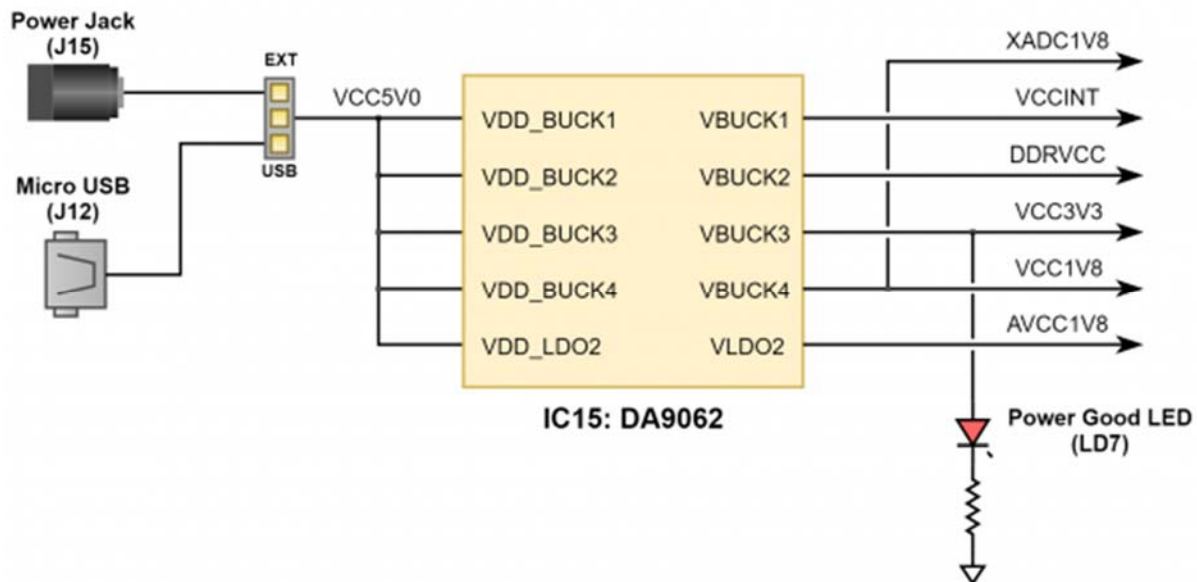 Power Jack
(J15)
EXT
VCC5V0
USB
Micro USB
(J12)
VDD_BUCK1
VDD_BUCK2
VDD_BUCK3
VDD_BUCK4
VDD_LDO2
VBUCK1
VBUCK2
VBUCK3
VBUCK4
VLDO2
IC15: DA9062
XADC1V8
VCCINT
DDRVCC
VCC3V3
VCC1V8
AVCC1V8
Power Good LED
(LD7)